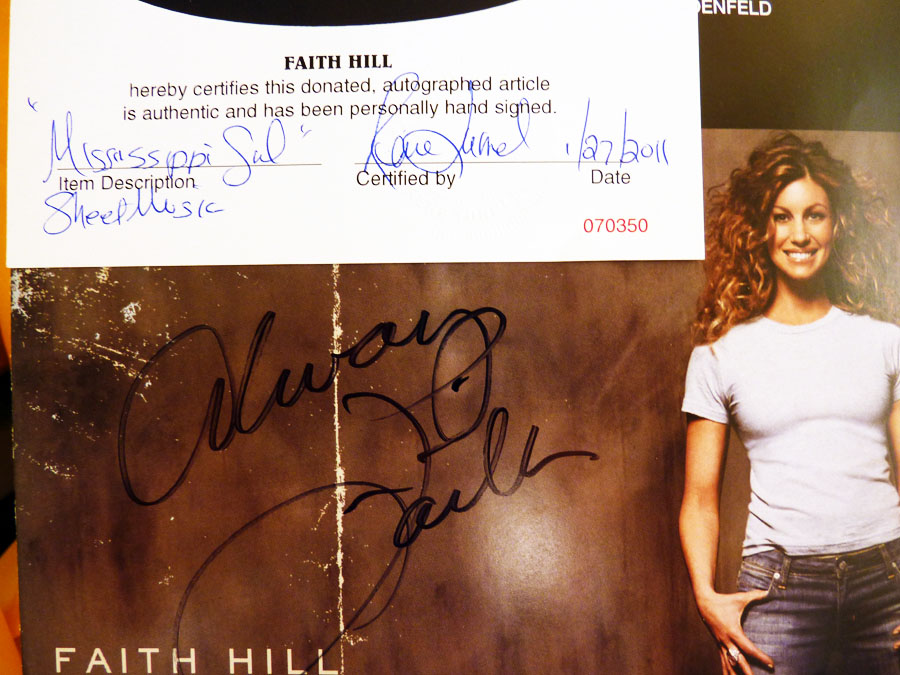 DENFELD
FAITH HILL
hereby certifies this donated, autographed article
is authentic and has been personally hand signed.
"Mississippi Girl"
1/27/2011
Item Description
Certified by
Date
Sheet Music
070350
Always
Faith
FAITH HILL